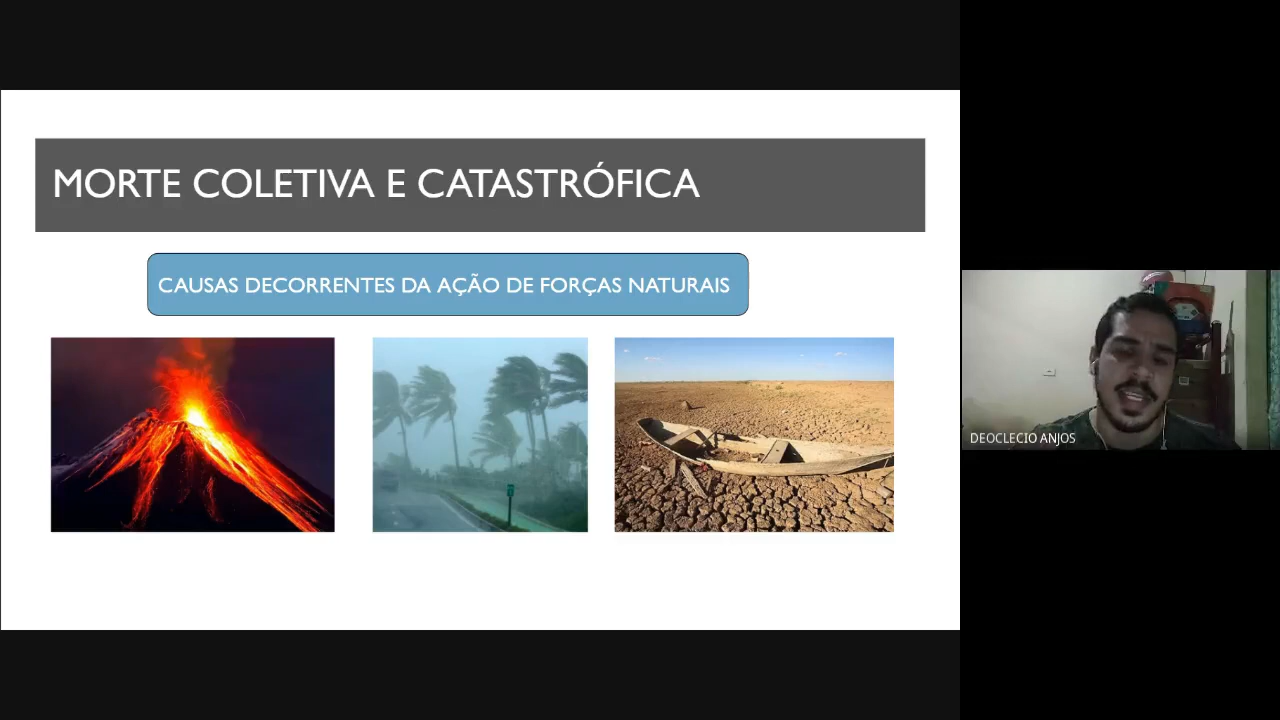 MORTE COLETIVA E CATASTRÓFICA
CAUSAS DECORRENTES DA AÇÃO DE FORÇAS NATURAIS
DEOCLECIO ANJOS